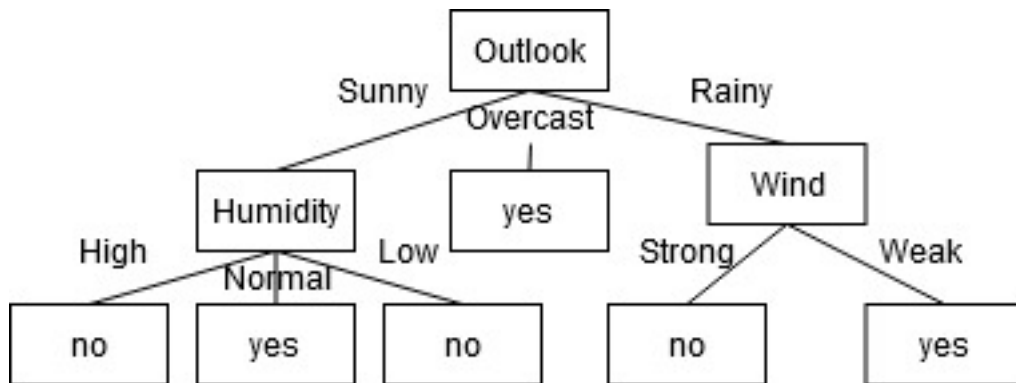 Outlook
Sunny
Overcast
Rainy
Humidity
yes
Wind
High
Normal
Low
Strong
Weak
no
yes
no
no
yes